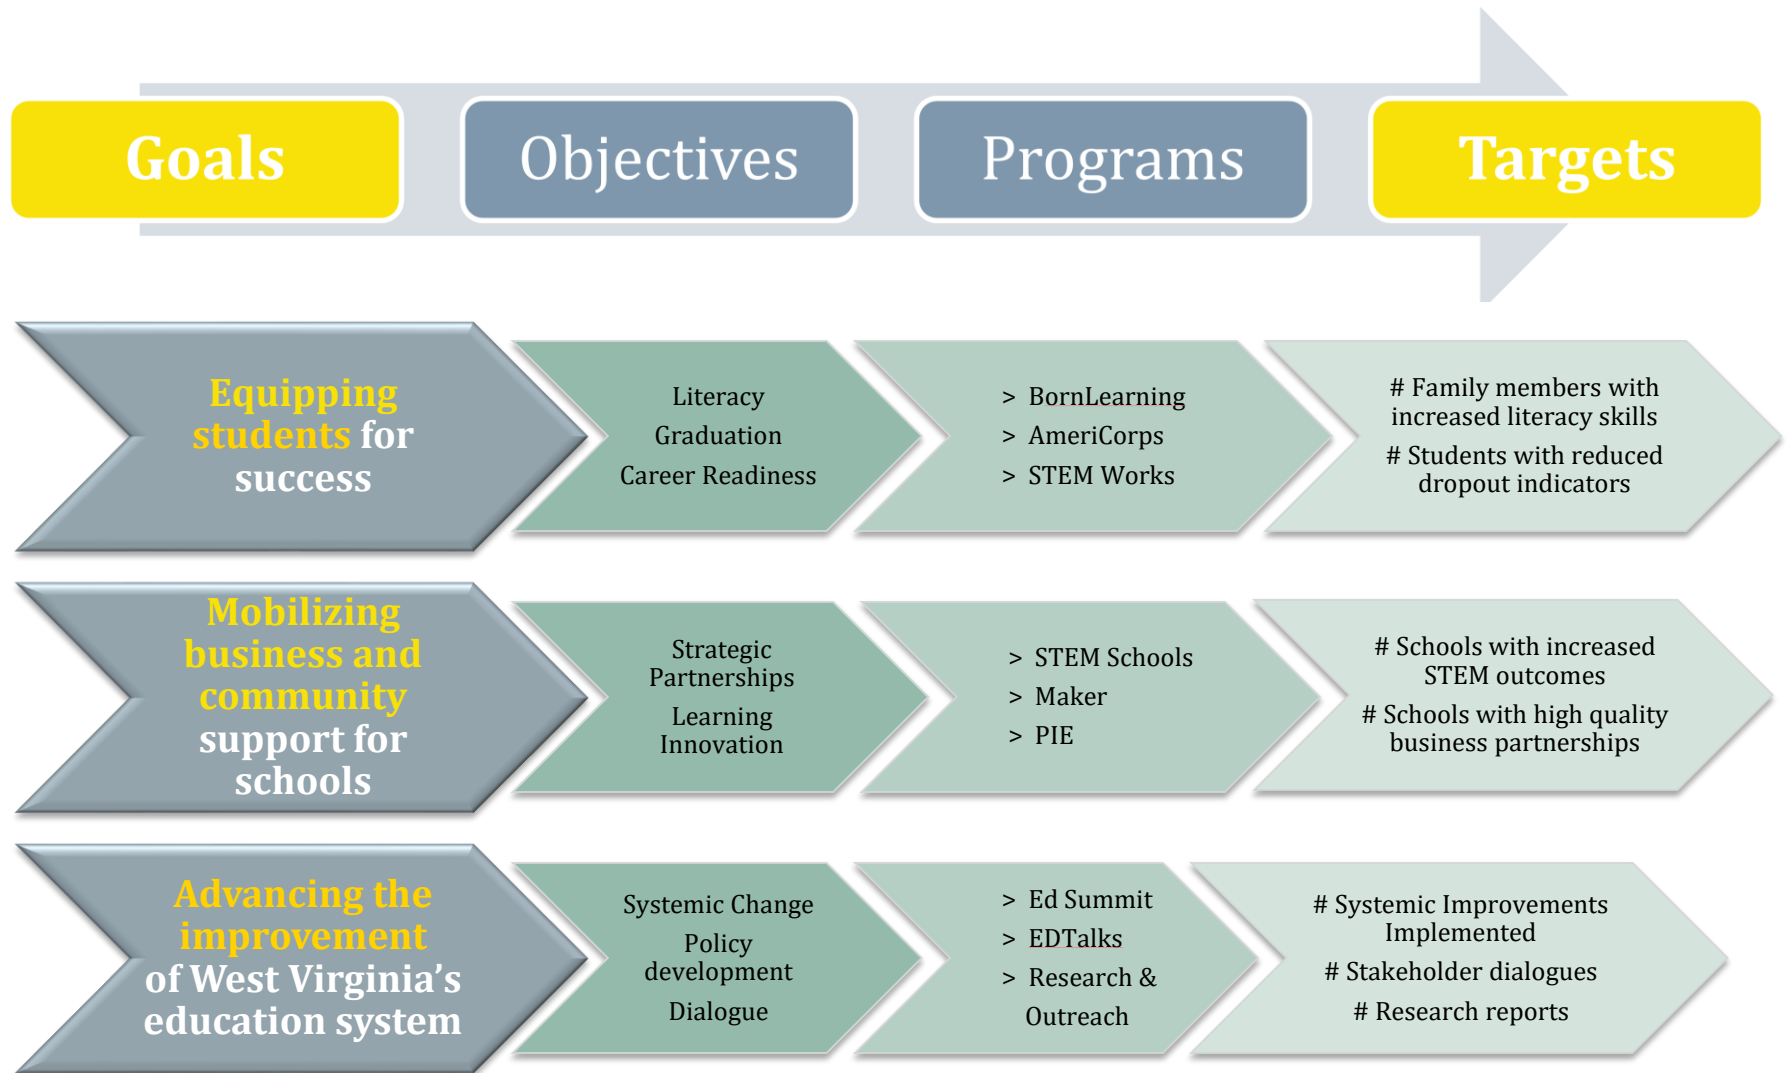 Goals
Objectives
Programs
Targets
Equipping
students for
success
Literacy
Graduation
Career Readiness
> BornLearning
> AmeriCorps
> STEM Works
# Family members with
increased literacy skills
# Students with reduced
dropout indicators
Mobilizing
business and
community
support for
schools
Strategic
Partnerships
Learning
Innovation
> STEM Schools
> Maker
> PIE
# Schools with increased
STEM outcomes
# Schools with high quality
business partnerships
Advancing the
improvement
of West Virginia’s
education system
Systemic Change
Policy
development
Dialogue
> Ed Summit
> EDTalks
> Research &
Outreach
# Systemic Improvements
Implemented
# Stakeholder dialogues
# Research reports